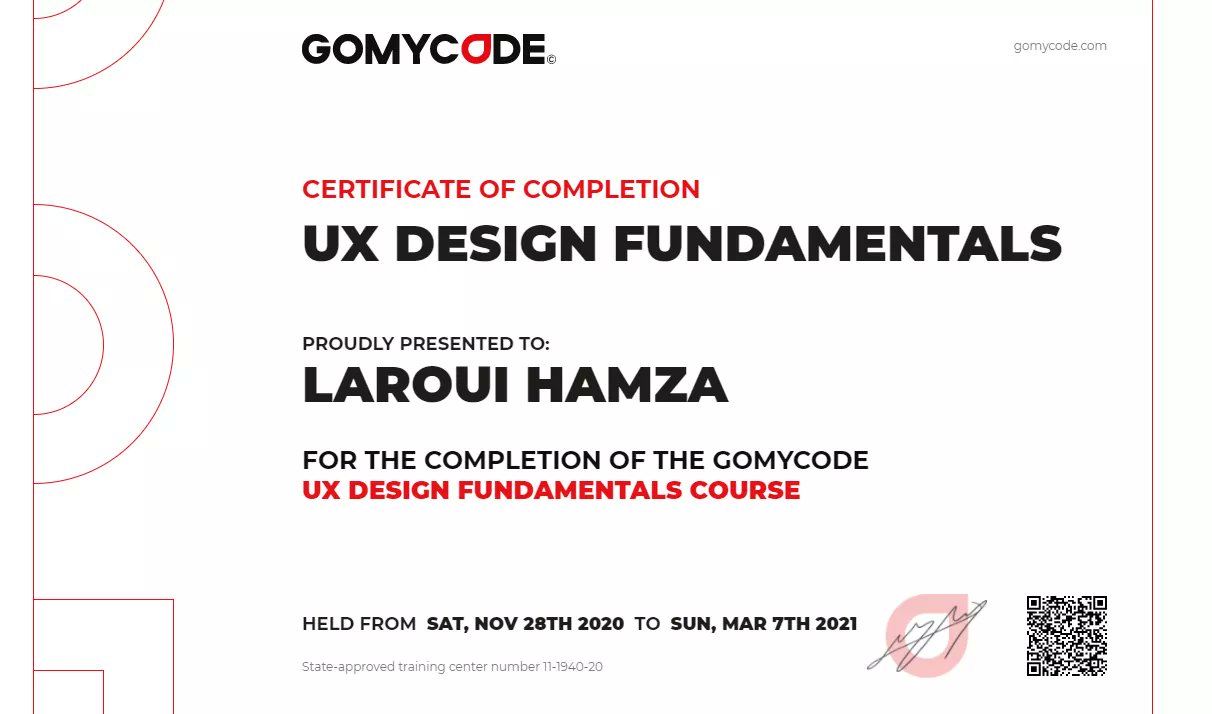 GOMYCODE©
gomycode.com
CERTIFICATE OF COMPLETION
UX DESIGN FUNDAMENTALS
PROUDLY PRESENTED TO:
LAROUI HAMZA
FOR THE COMPLETION OF THE GOMYCODE
UX DESIGN FUNDAMENTALS COURSE
HELD FROM SAT, NOV 28TH 2020 TO SUN, MAR 7TH 2021
State-approved training center number 11-1940-20